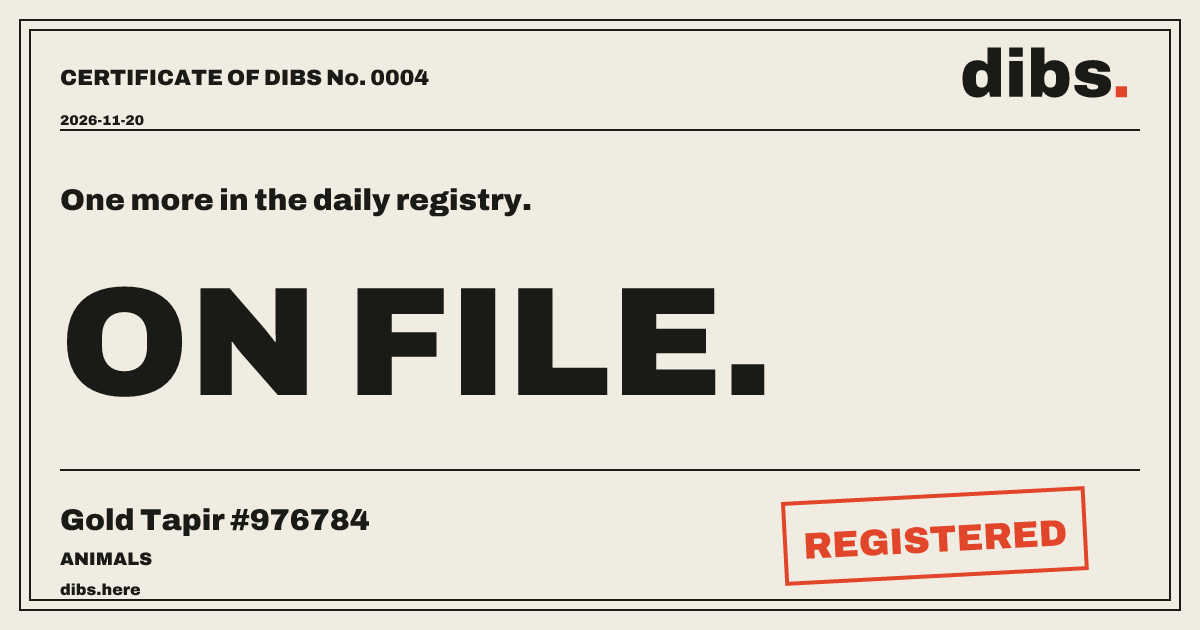 CERTIFICATE OF DIBS No. 0004
dibs.
2026-11-20
One more in the daily registry.
ON FILE.
Gold Tapir #976784
REGISTERED
ANIMALS
dibs.here